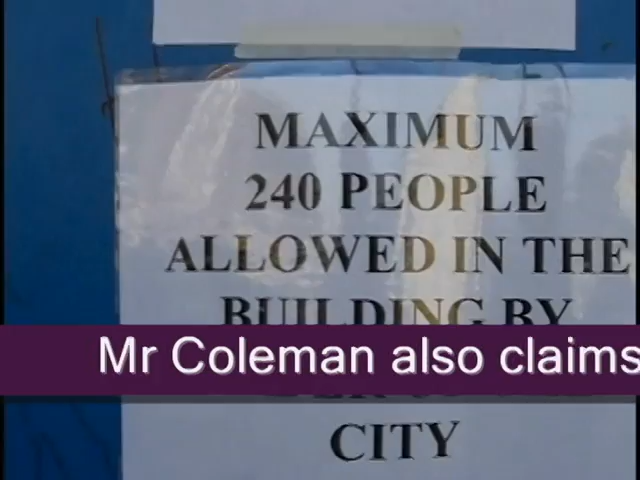 MAXIMUM
240 PEOPLE
ALLOWED IN THE
BUILDING BY
Mr Coleman also claims
CITY